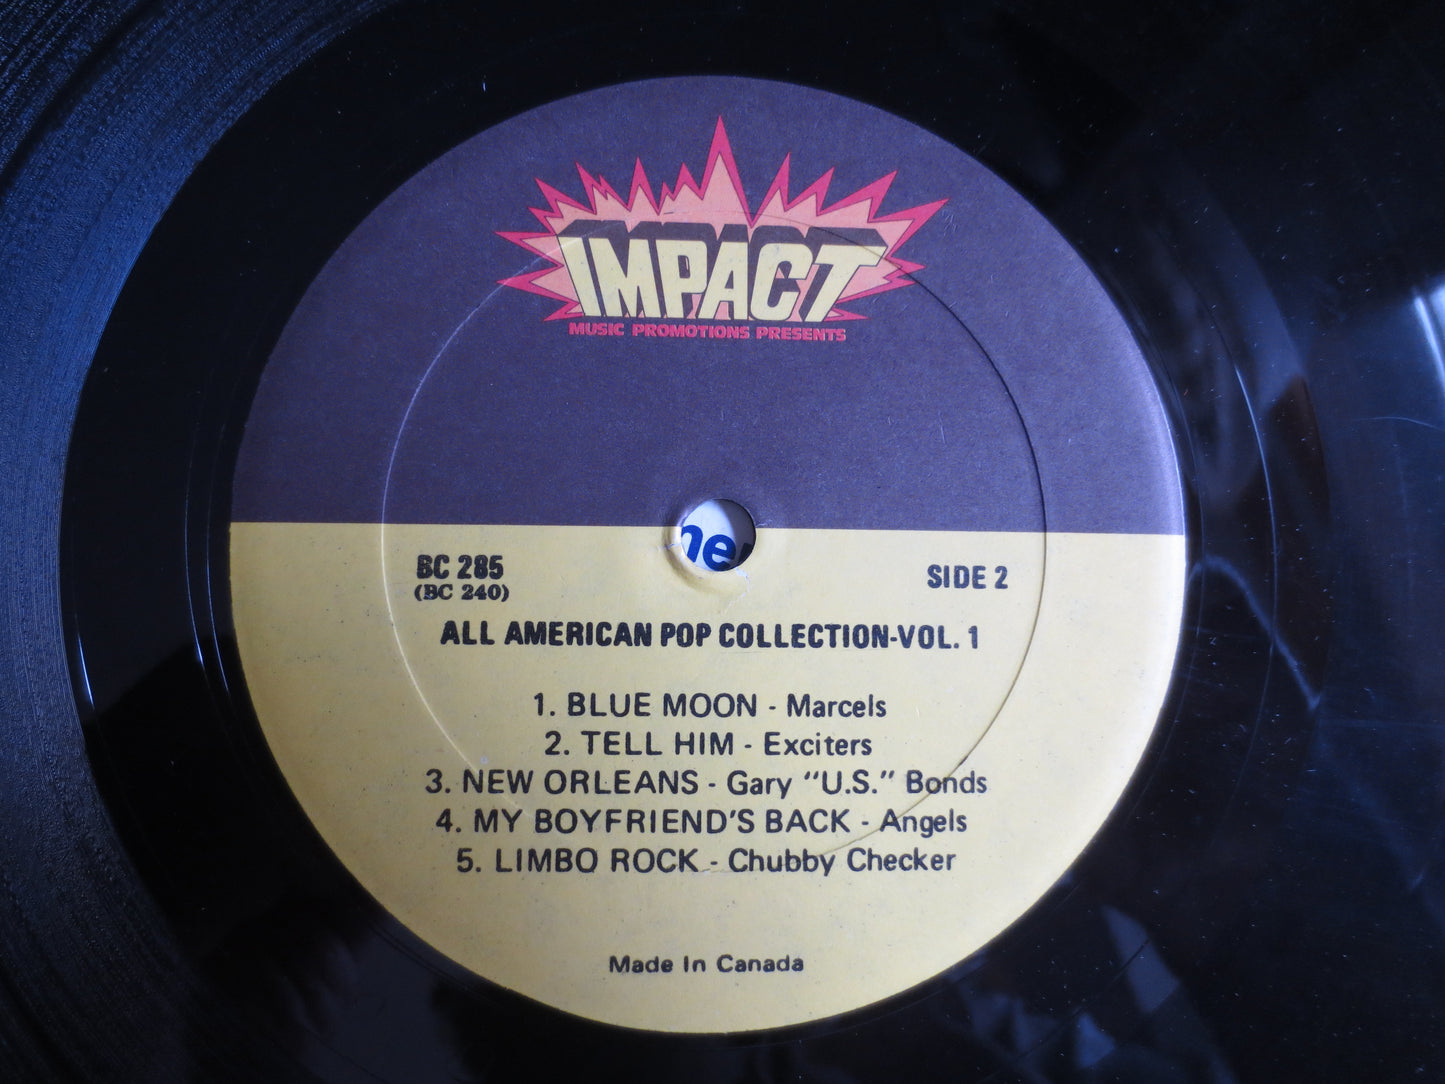 IMPACT
MUSIC PROMOTIONS PRESENTS
ne
BC 285
SIDE 2
(BC 240)
ALL AMERICAN POP COLLECTION-VOL. 1
1. BLUE MOON - Marcels
2. TELL HIM - Exciters
3. NEW ORLEANS - Gary "U.S." Bonds
4. MY BOYFRIEND'S BACK - Angels
5. LIMBO ROCK - Chubby Checker
Made In Canada